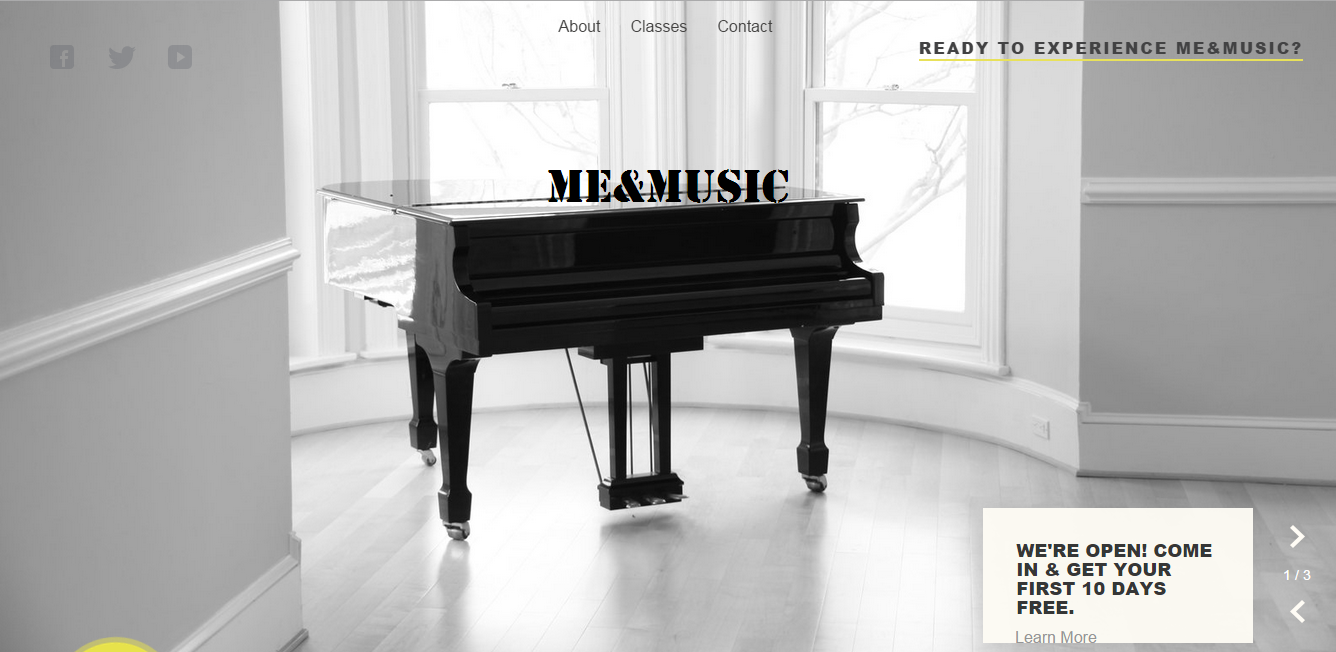 About Classes Contact
READY TO EXPERIENCE ME&MUSIC?
ME&MUSIC
WE'RE OPEN! COME
IN & GET YOUR
FIRST 10 DAYS
FREE.
Learn More
1 / 3